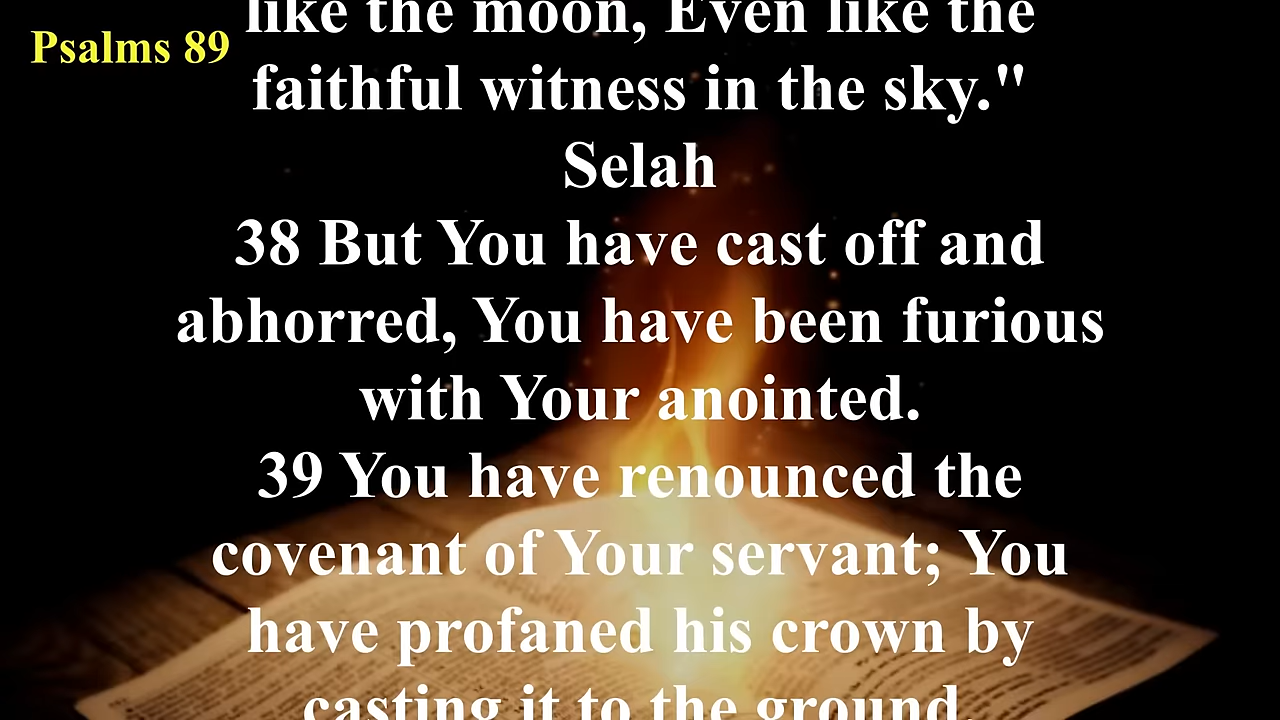 Psalms 89
like the moon, Even like the
faithful witness in the sky."
Selah
38 But You have cast off and
abhorred, You have been furious
with Your anointed.
39 You have renounced the
covenant of Your servant; You
have profaned his crown by
casting it to the ground.